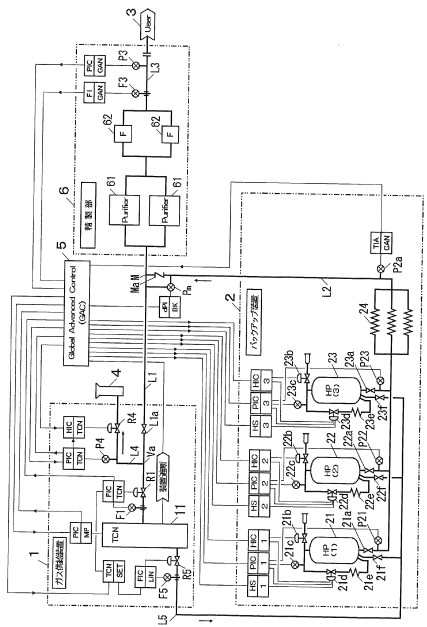 3
User
P3
PIC
GAN
L3
F3
FI
GAN
62
F
62
F
6
精製部
61
Purifier
Purifier
61
5
Global Advanced Control
(GAC)
Ma
M
Pm
dPI
BK
TIA
GAN
P2a
L2
2
バックアップ装置
24
4
L1
L1a
HIC
TCN
R4
PIC
TCN
P4
L4
Va
FIC
TCN
R1
F1
装置遮断
1
ガス供給装置
PIC
MP
TCN
11
TCN
SET
FIC
LIN
F5
R5
L5
HIC
3
PIC
3
HS
3
23b
23c
HP
(3)
23
23a
P23
23d
23e
23f
HIC
2
PIC
2
HS
2
22b
22c
HP
(2)
22
22a
P22
22d
22e
22f
HIC
1
PIC
1
HS
1
21b
21c
HP
(1)
21
21a
P21
21d
21e
21f